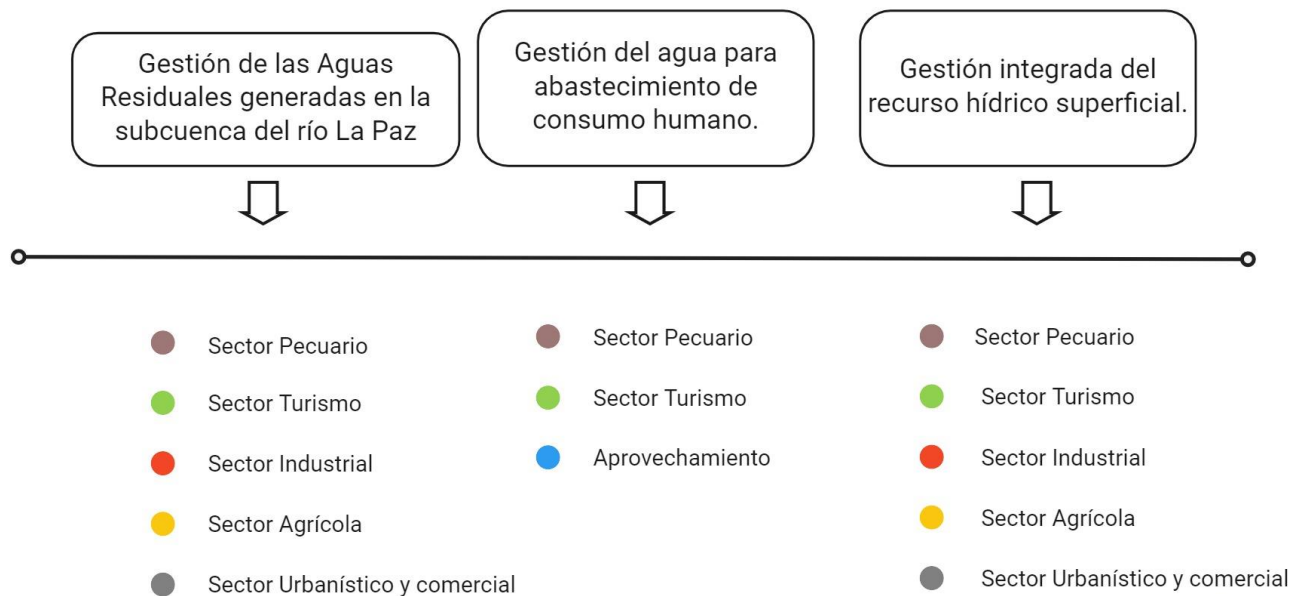 Gestión de las Aguas
Residuales generadas en la
subcuenca del río La Paz
Gestión del agua para
abastecimiento de
consumo humano.
Gestión integrada del
recurso hídrico superficial.
Sector Pecuario
Sector Turismo
Sector Industrial
Sector Agrícola
Sector Urbanístico y comercial
Sector Pecuario
Sector Turismo
Aprovechamiento
Sector Pecuario
Sector Turismo
Sector Industrial
Sector Agrícola
Sector Urbanístico y comercial